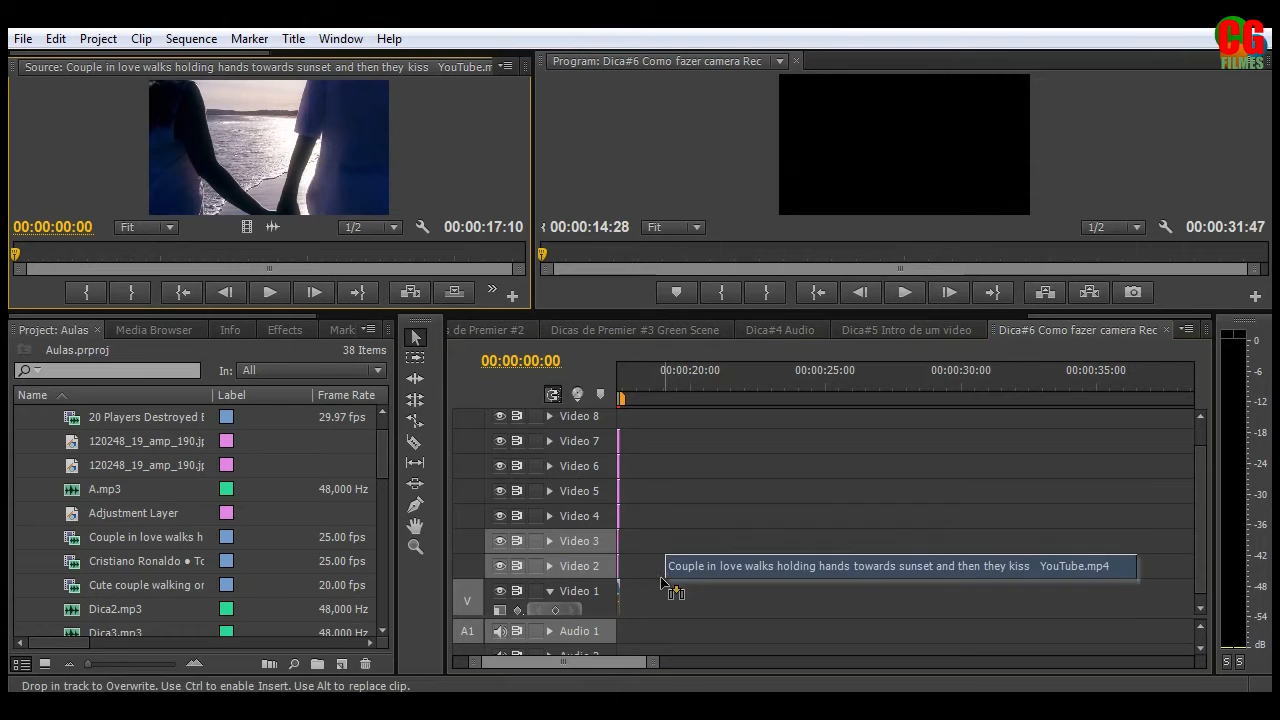 CG
FILMES
File Edit Project Clip Sequence Marker Title Window Help
Source: Couple in love walks holding hands towards sunset and then they kiss YouTube.m
Program: Dica#6 Como fazer camera Rec
00:00:00:00 Fit 1/2 00:00:17:10
00:00:14:28 Fit 1/2 00:00:31:47
Project: Aulas Media Browser Info Effects Mark
Aulas.prproj 38 Items
In: All
Name Label Frame Rate
20 Players Destroyed B 29.97 fps
120248_19_amp_190.jp
120248_19_amp_190.jp
A.mp3 48,000 Hz
Adjustment Layer
Couple in love walks h 25.00 fps
Cristiano Ronaldo ● To 25.00 fps
Cute couple walking or 20.00 fps
Dica2.mp3 48,000 Hz
Dica3.mp3 48,000 Hz
s de Premier #2 Dicas de Premier #3 Green Scene Dica#4 Audio Dica#5 Intro de um video Dica#6 Como fazer camera Rec
00:00:00:00
00:00:20:00 00:00:25:00 00:00:30:00 00:00:35:00
Video 8
Video 7
Video 6
Video 5
Video 4
Video 3
Video 2 Couple in love walks holding hands towards sunset and then they kiss YouTube.mp4
V Video 1
A1 Audio 1
0
-6
-12
-18
-24
-30
-36
-42
-48
-54
dB
S S
Drop in track to Overwrite. Use Ctrl to enable Insert. Use Alt to replace clip.